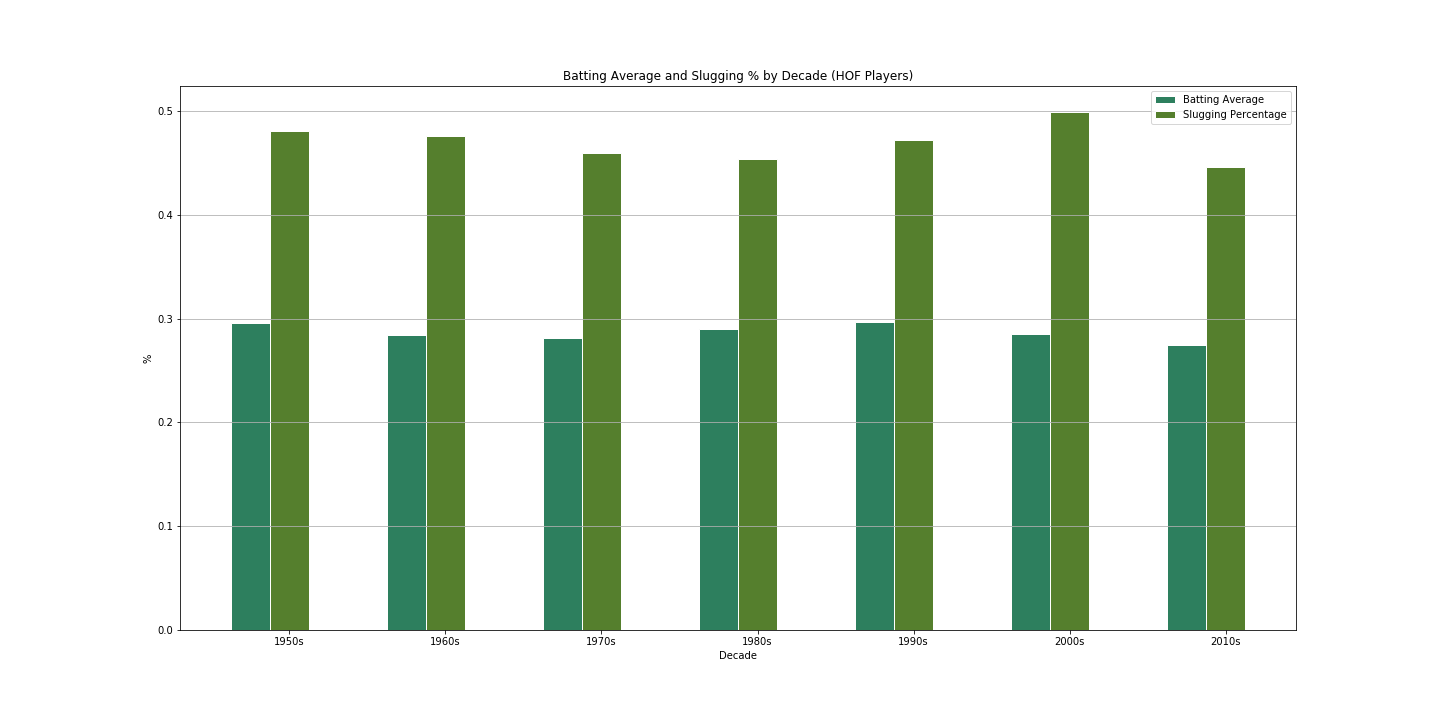 Batting Average and Slugging % by Decade (HOF Players)
Batting Average
Slugging Percentage
%
0.5
0.4
0.3
0.2
0.1
0.0
1950s 1960s 1970s 1980s 1990s 2000s 2010s
Decade